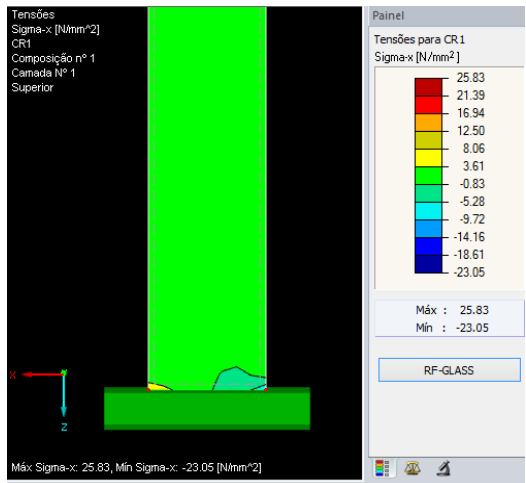 Tensões
Sigma-x [N/mm^2]
CR1
Composição nº 1
Camada Nº 1
Superior
X
Z
Máx Sigma-x: 25.83, Mín Sigma-x: -23.05 [N/mm^2]
Painel
Tensões para CR1
Sigma-x [N/mm²]
25.83
21.39
16.94
12.50
8.06
3.61
-0.83
-5.28
-9.72
-14.16
-18.61
-23.05
Máx : 25.83
Mín : -23.05
RF-GLASS